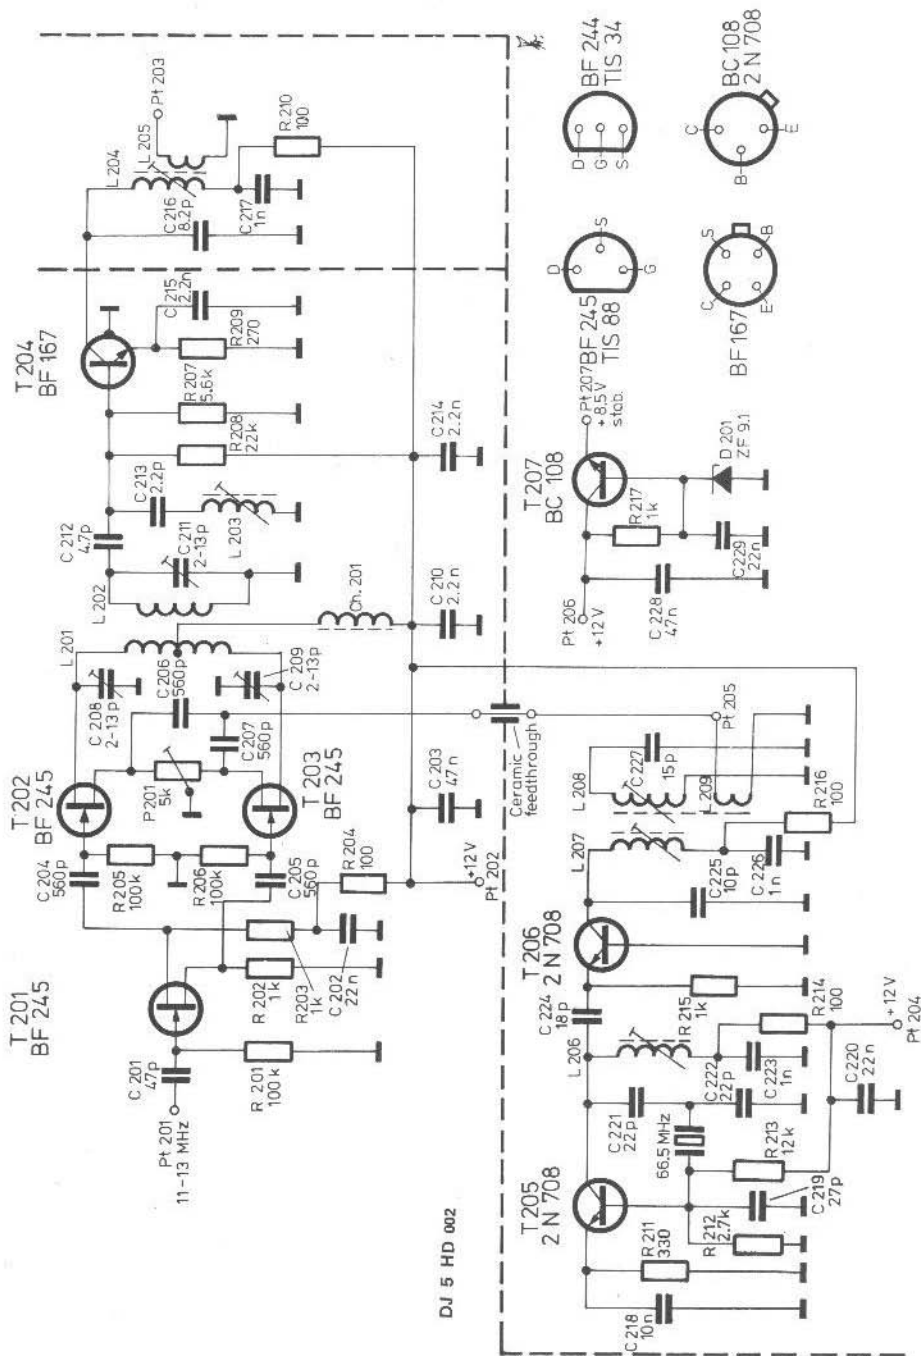 T 201
BF 245
Pt 201
11-13 MHz
C 201
47p
R 201
100 k
R 202
1 k
R 203
1k
C 202
22 n
C 204
560p
R 205
100k
R 206
100k
C 205
560p
R 204
100
+12V
Pt 202
T 202
BF 245
P 201
5k
T 203
BF 245
C 203
47 n
C 208
2-13p
C 206
560p
C 207
560p
C 209
2-13p
L 201
L 202
Ch. 201
C 210
2.2 n
C 211
2-13 p
C 212
4.7p
C 213
2.2p
L 203
R 208
22k
R 207
5.6k
C 214
2.2 n
T 204
BF 167
R 209
270
C 215
2.2n
C 216
8.2p
C 217
1n
L 204
L 205
Pt 203
R 210
100
DJ 5 HD 002
C 218
10n
R 211
330
R 212
2.7k
C 219
27p
R 213
12 k
T 205
2 N 708
66.5 MHz
C 221
22 p
C 222
22p
C 223
1n
C 220
22 n
+12 V
Pt 204
R 214
100
L 206
C 224
18 p
R 215
1k
T 206
2 N 708
C 225
10p
C 226
1n
L 207
L 208
L 209
C 227
15 p
R 216
100
Pt 205
Ceramic
feedthrough
Pt 206
+12 V
C 228
47n
R 217
1k
C 229
22n
T 207
BC 108
D 201
ZF 9.1
Pt 207
+ 8.5 V
stab.
BF 245
TIS 88
D
S
G
BF 244
TIS 34
D
G
S
BF 167
C
S
E
B
BC 108
2 N 708
C
B
E